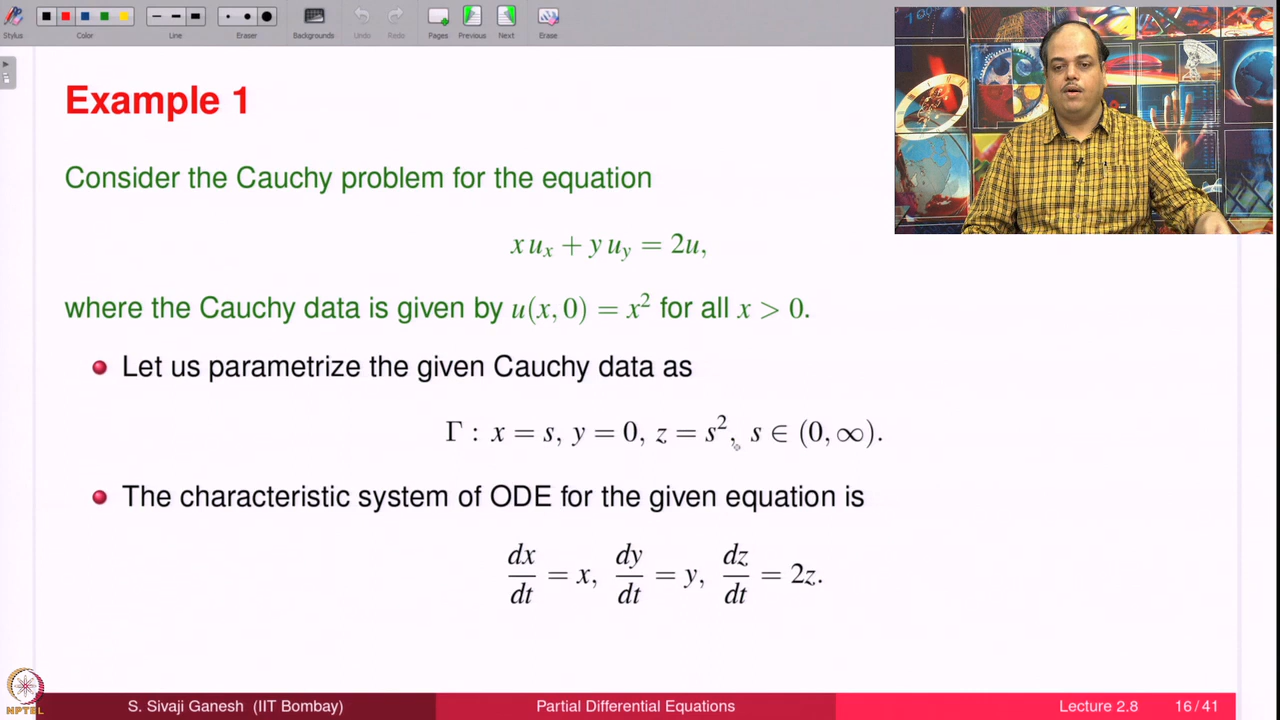 Stylus Color Line Eraser Backgrounds Undo Redo Pages Previous Next Erase
Example 1
Consider the Cauchy problem for the equation
x u_x + y u_y = 2u,
where the Cauchy data is given by u(x, 0) = x² for all x > 0.
Let us parametrize the given Cauchy data as
Γ : x = s, y = 0, z = s², s ∈ (0, ∞).
The characteristic system of ODE for the given equation is
dx/dt = x, dy/dt = y, dz/dt = 2z.
NPTEL
S. Sivaji Ganesh (IIT Bombay) Partial Differential Equations Lecture 2.8 16 / 41